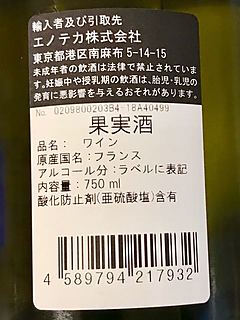 輸入者及び引取先
エノテカ株式会社
東京都港区南麻布5-14-15
未成年者の飲酒は法律で禁止されていま
す。妊娠中や授乳期の飲酒は、胎児・乳児の
発育に悪影響を与えるおそれがあります。
No. 0209800203B4-18A40499
果実酒
品名: ワイン
原産国名:フランス
アルコール分:ラベルに表記
内容量:750 ml
酸化防止剤(亜硫酸塩)含有
4 589794 217932